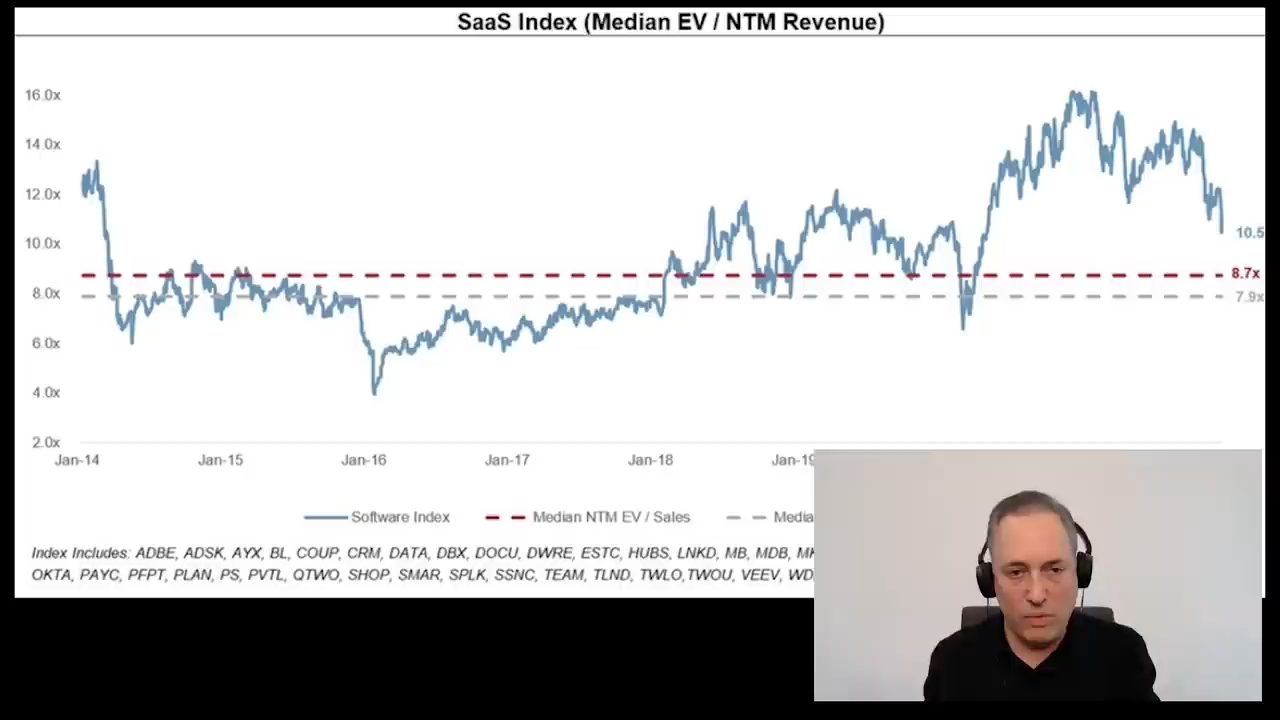 SaaS Index (Median EV / NTM Revenue)
16.0x
14.0x
12.0x
10.0x
8.0x
6.0x
4.0x
2.0x
10.5
8.7x
7.9x
Jan-14 Jan-15 Jan-16 Jan-17 Jan-18 Jan-19
Software Index Median NTM EV / Sales
Index Includes: ADBE, ADSK, AYX, BL, COUP, CRM, DATA, DBX, DOCU, DWRE, ESTC, HUBS, LNKD, MB, MDB,
OKTA, PAYC, PFPT, PLAN, PS, PVTL, QTWO, SHOP, SMAR, SPLK, SSNC, TEAM, TLND, TWLO,TWOU, VEEV,